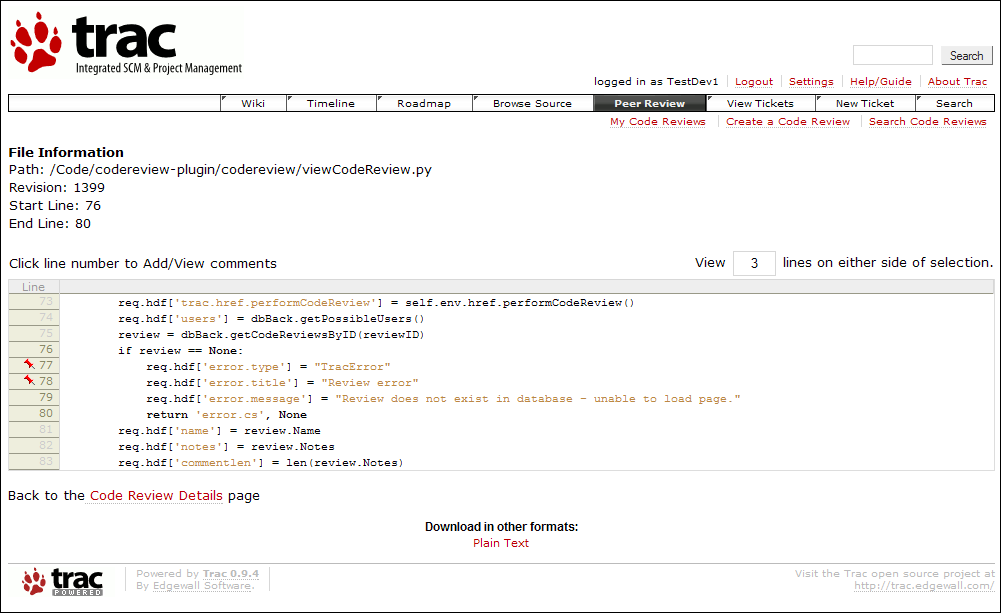 trac
Integrated SCM & Project Management
Search
logged in as TestDev1 Logout Settings Help/Guide About Trac
Wiki Timeline Roadmap Browse Source Peer Review View Tickets New Ticket Search
My Code Reviews Create a Code Review Search Code Reviews
File Information
Path: /Code/codereview-plugin/codereview/viewCodeReview.py
Revision: 1399
Start Line: 76
End Line: 80
Click line number to Add/View comments View 3 lines on either side of selection.
Line
73 req.hdf['trac.href.performCodeReview'] = self.env.href.performCodeReview()
74 req.hdf['users'] = dbBack.getPossibleUsers()
75 review = dbBack.getCodeReviewsByID(reviewID)
76 if review == None:
77 req.hdf['error.type'] = "TracError"
78 req.hdf['error.title'] = "Review error"
79 req.hdf['error.message'] = "Review does not exist in database - unable to load page."
80 return 'error.cs', None
81 req.hdf['name'] = review.Name
82 req.hdf['notes'] = review.Notes
83 req.hdf['commentlen'] = len(review.Notes)
Back to the Code Review Details page
Download in other formats:
Plain Text
trac
POWERED
Powered by Trac 0.9.4
By Edgewall Software.
Visit the Trac open source project at
http://trac.edgewall.com/